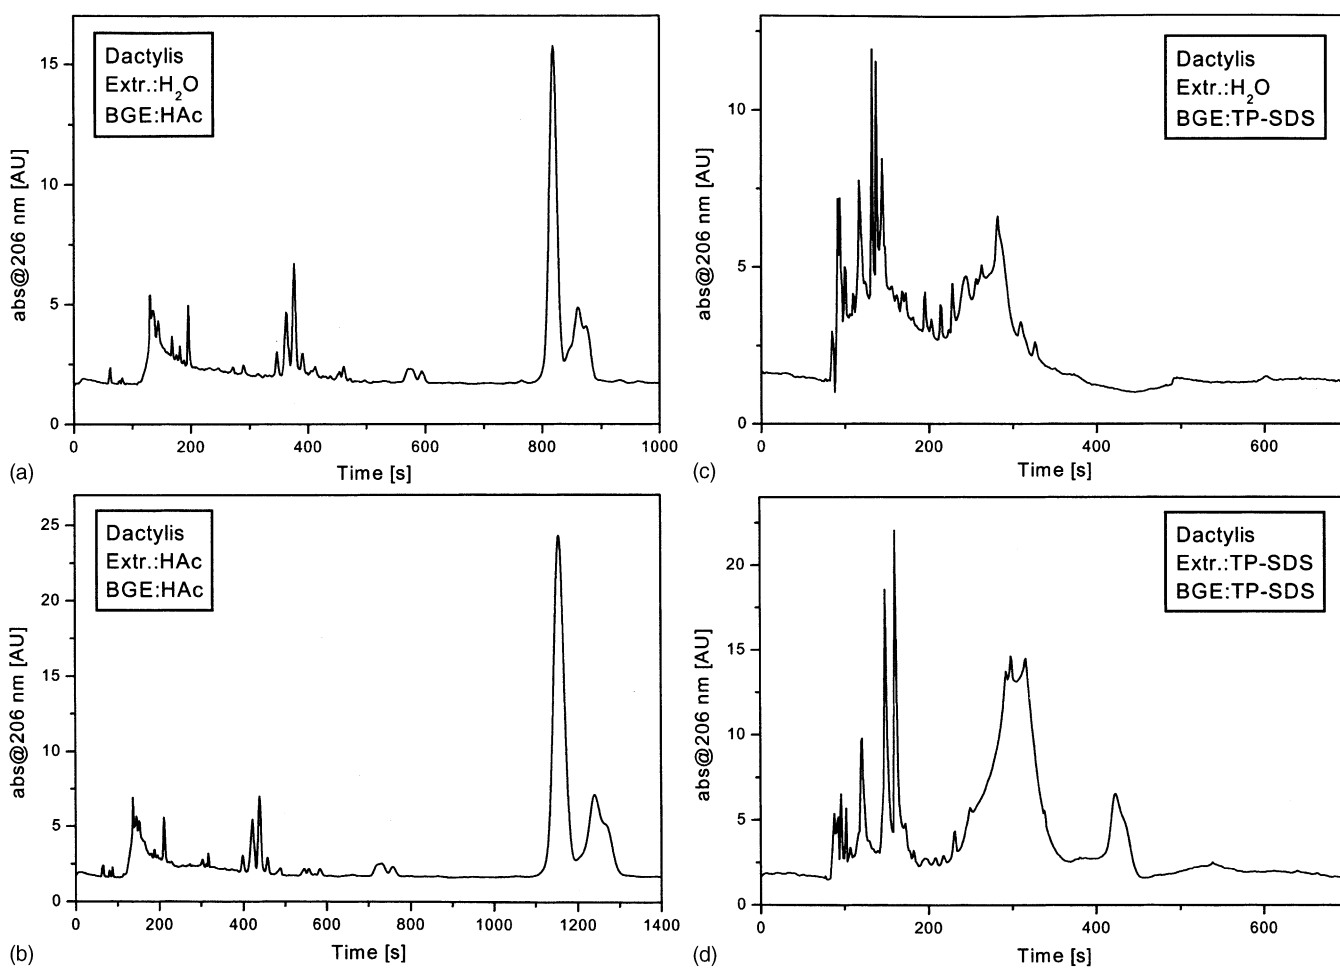 Dactylis
Extr.:H2O
BGE:HAc
15
10
5
0
abs@206 nm [AU]
0 200 400 600 800 1000
Time [s]
(a)
Dactylis
Extr.:HAc
BGE:HAc
25
20
15
10
5
0
abs@206 nm [AU]
0 200 400 600 800 1000 1200 1400
Time [s]
(b)
Dactylis
Extr.:H2O
BGE:TP-SDS
10
5
0
abs@206 nm [AU]
0 200 400 600
Time [s]
(c)
Dactylis
Extr.:TP-SDS
BGE:TP-SDS
20
15
10
5
0
abs@206 nm [AU]
0 200 400 600
Time [s]
(d)